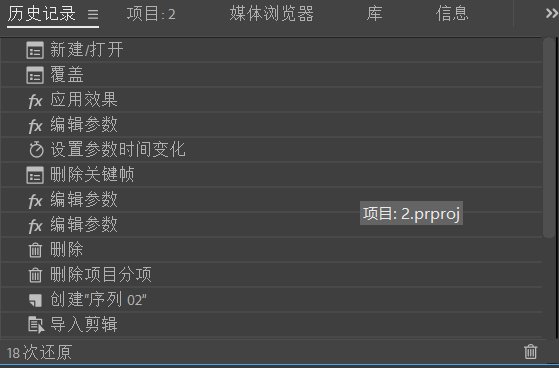 历史记录 项目: 2 媒体浏览器 库 信息
新建/打开
覆盖
fx 应用效果
fx 编辑参数
设置参数时间变化
删除关键帧
fx 编辑参数
项目: 2.prproj
fx 编辑参数
删除
删除项目分项
创建"序列 02"
导入剪辑
18次还原